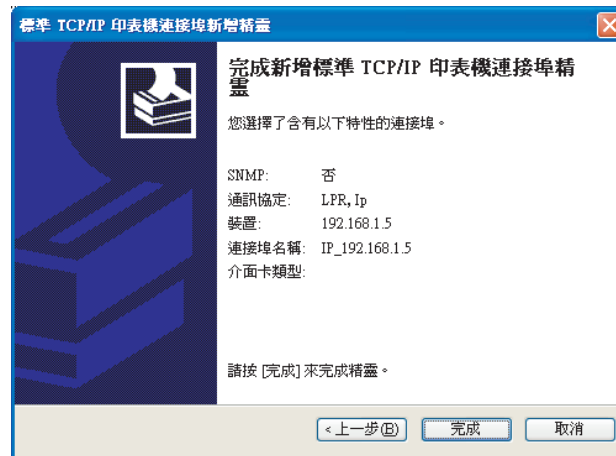 標準 TCP/IP 印表機連接埠新增精靈
完成新增標準 TCP/IP 印表機連接埠精
靈
您選擇了含有以下特性的連接埠。
SNMP: 否
通訊協定: LPR, Ip
裝置: 192.168.1.5
連接埠名稱: IP_192.168.1.5
介面卡類型:
請按 [完成] 來完成精靈。
<上一步(B) 完成 取消